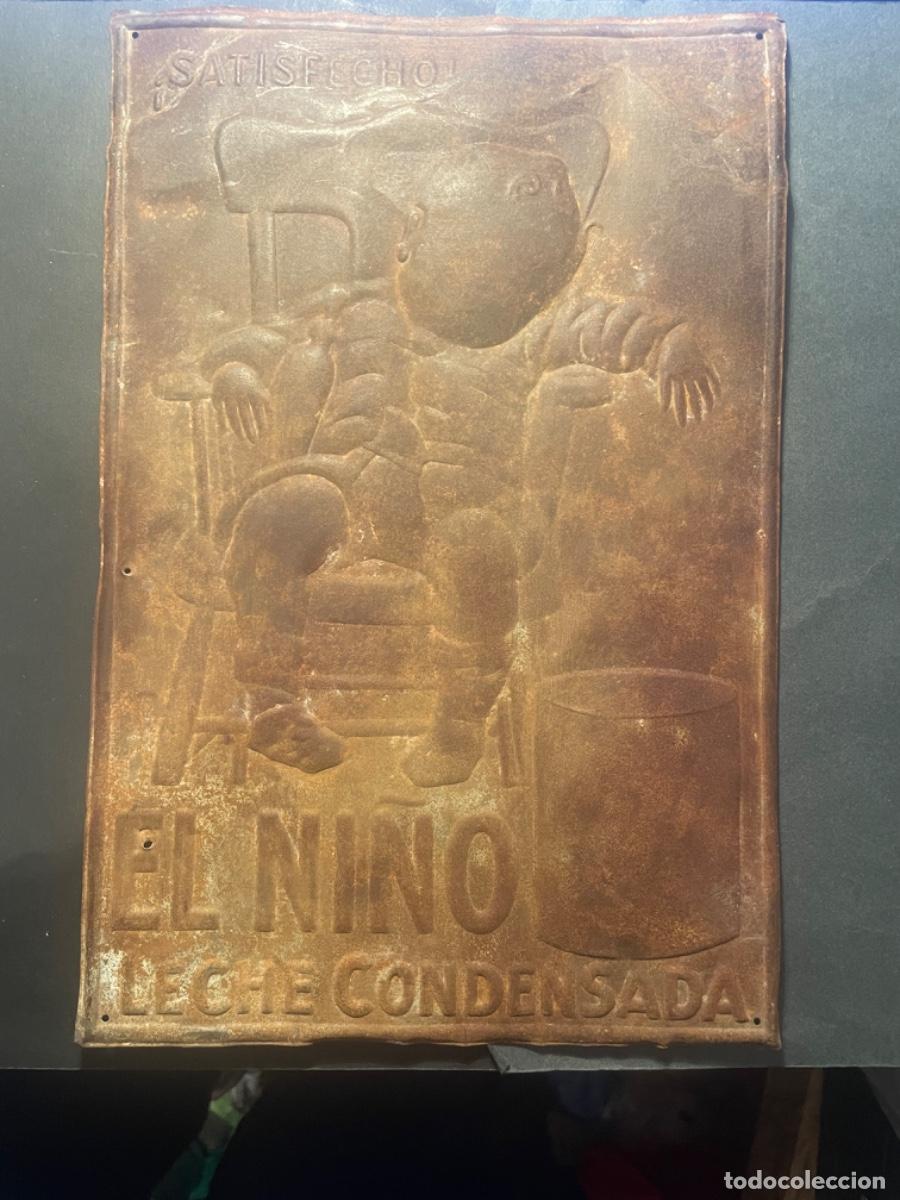 ¡SATISFECHO!
EL NIÑO
LECHE CONDENSADA
todocoleccion